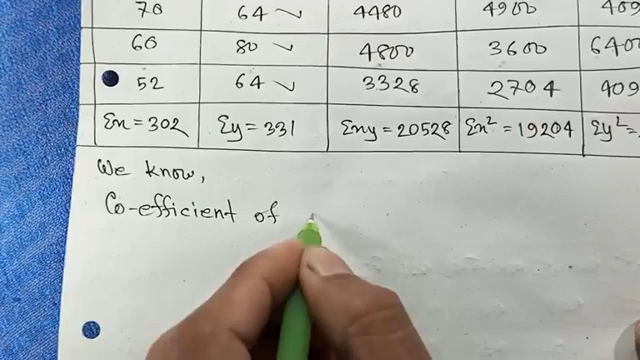 70 64 4480 4900 409
60 80 4800 3600 6400
52 64 3328 2704 409
Σx = 302 Σy = 331 Σxy = 20528 Σx² = 19204 Σy² =
We know,
Co-efficient of